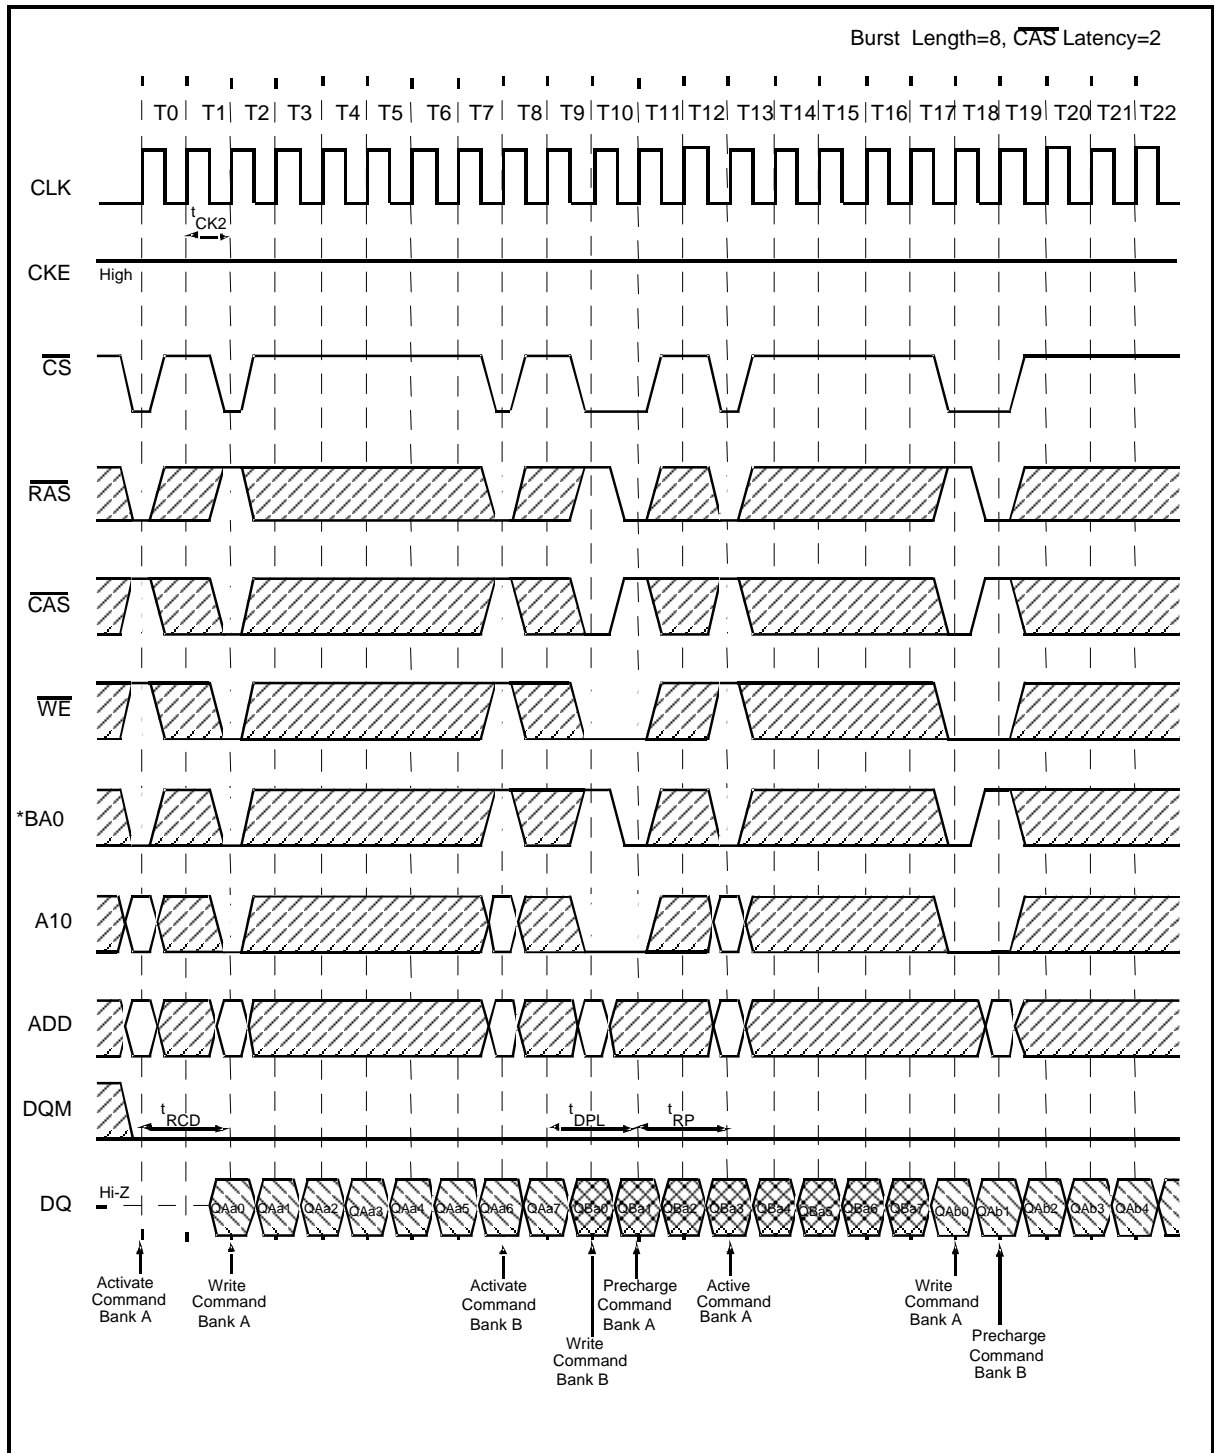 Burst Length=8, CAS Latency=2
T0 T1 T2 T3 T4 T5 T6 T7 T8 T9 T10 T11 T12 T13 T14 T15 T16 T17 T18 T19 T20 T21 T22
CLK
tCK2
CKE
High
CS
RAS
CAS
WE
*BA0
A10
ADD
DQM
tRCD
tDPL
tRP
DQ
Hi-Z
QAa0 QAa1 QAa2 QAa3 QAa4 QAa5 QAa6 QAa7 QBa0 QBa1 QBa2 QBa3 QBa4 QBa5 QBa6 QBa7 QAb0 QAb1 QAb2 QAb3 QAb4
Activate
Command
Bank A
Write
Command
Bank A
Activate
Command
Bank B
Write
Command
Bank B
Precharge
Command
Bank A
Active
Command
Bank A
Write
Command
Bank A
Precharge
Command
Bank B